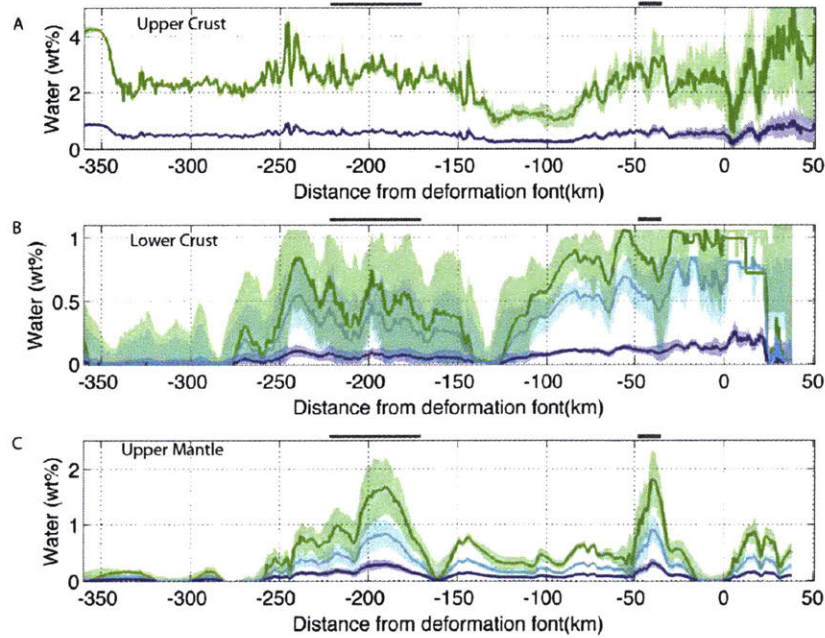 A
Upper Crust
Water (wt%)
4
2
0
-350 -300 -250 -200 -150 -100 -50 0 50
Distance from deformation font(km)
B
Lower Crust
Water (wt%)
1
0.5
0
-350 -300 -250 -200 -150 -100 -50 0 50
Distance from deformation font(km)
C
Upper Mantle
Water (wt%)
2
1
0
-350 -300 -250 -200 -150 -100 -50 0 50
Distance from deformation font(km)